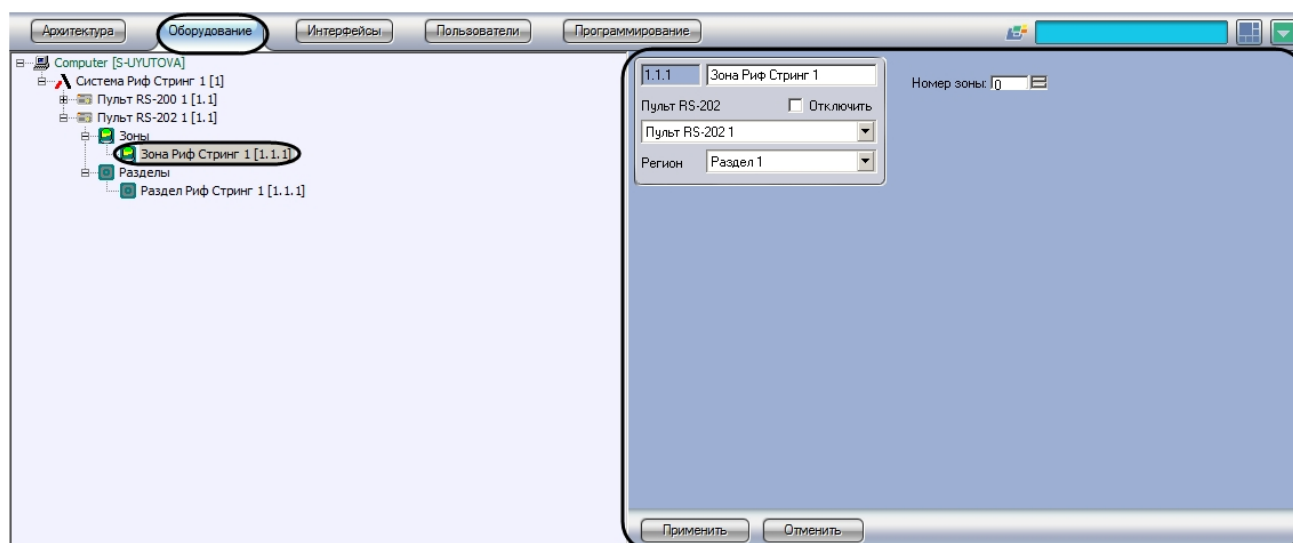 Архитектура Оборудование Интерфейсы Пользователи Программирование
Computer [S-UYUTOVA]
Система Риф Стринг 1 [1]
Пульт RS-200 1 [1.1]
Пульт RS-202 1 [1.1]
Зоны
Зона Риф Стринг 1 [1.1.1]
Разделы
Раздел Риф Стринг 1 [1.1.1]
1.1.1 Зона Риф Стринг 1
Номер зоны: 0
Пульт RS-202 Отключить
Пульт RS-202 1
Регион Раздел 1
Применить Отменить